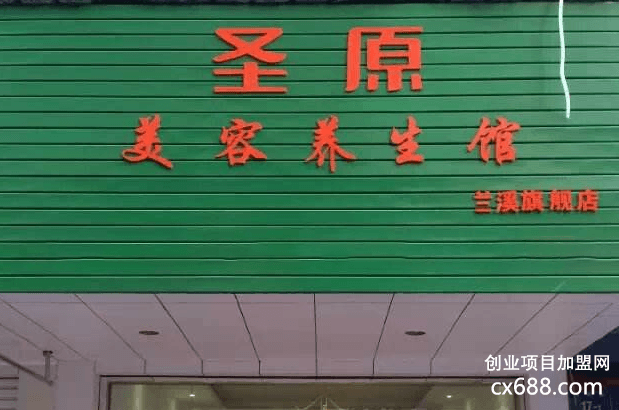 圣原
美容养生馆
兰溪旗舰店
创业项目加盟网
cx688.com